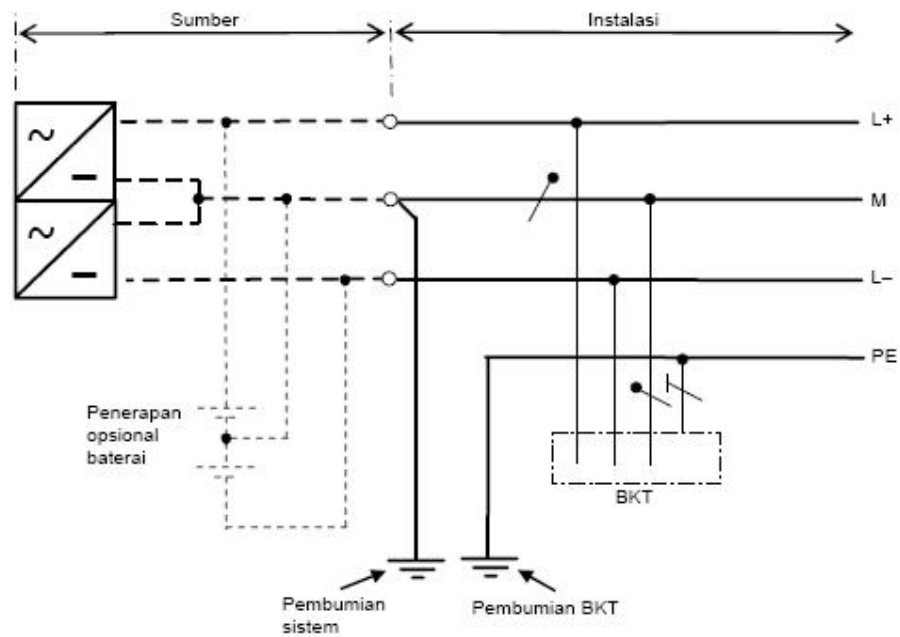 Sumber
Instalasi
L+
M
L–
PE
Penerapan
opsional
baterai
BKT
Pembumian
sistem
Pembumian BKT